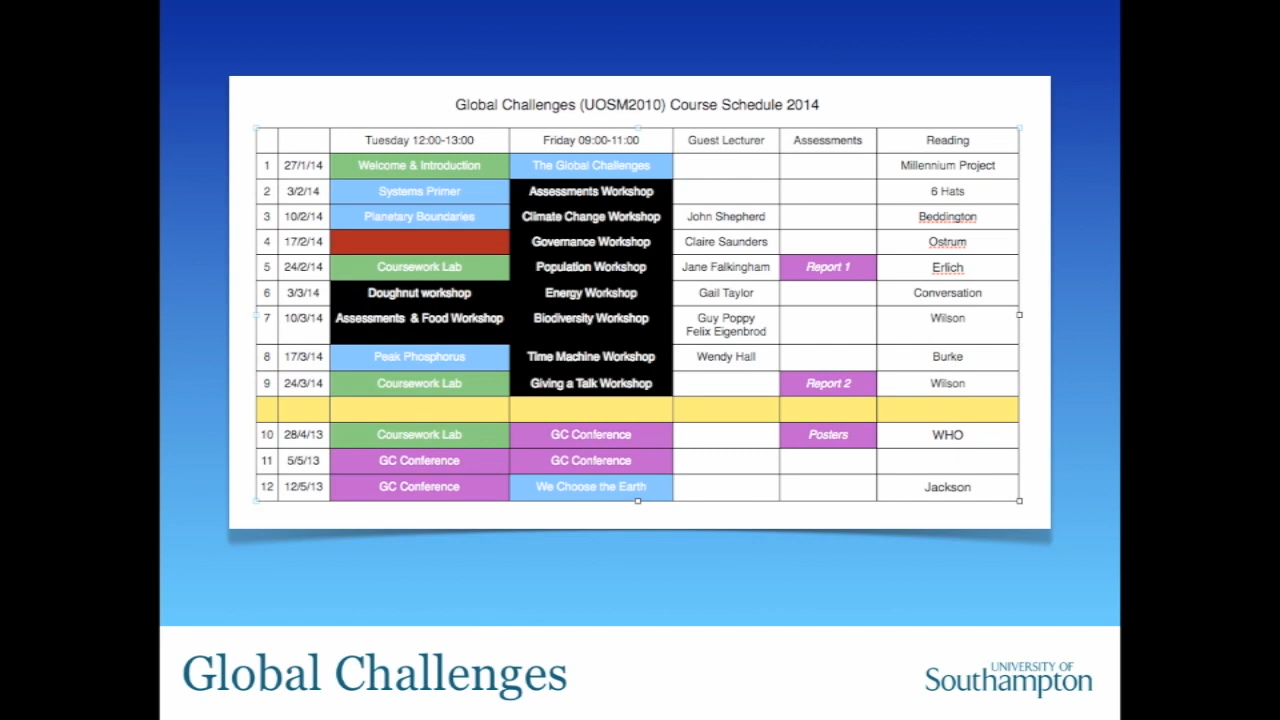 Global Challenges (UOSM2010) Course Schedule 2014
Tuesday 12:00-13:00 Friday 09:00-11:00 Guest Lecturer Assessments Reading
1 27/1/14 Welcome & Introduction The Global Challenges Millennium Project
2 3/2/14 Systems Primer Assessments Workshop 6 Hats
3 10/2/14 Planetary Boundaries Climate Change Workshop John Shepherd Beddington
4 17/2/14 Governance Workshop Claire Saunders Ostrum
5 24/2/14 Coursework Lab Population Workshop Jane Falkingham Report 1 Erlich
6 3/3/14 Doughnut workshop Energy Workshop Gail Taylor Conversation
7 10/3/14 Assessments & Food Workshop Biodiversity Workshop Guy Poppy Wilson
Felix Eigenbrod
8 17/3/14 Peak Phosphorus Time Machine Workshop Wendy Hall Burke
9 24/3/14 Coursework Lab Giving a Talk Workshop Report 2 Wilson
10 28/4/13 Coursework Lab GC Conference Posters WHO
11 5/5/13 GC Conference GC Conference
12 12/5/13 GC Conference We Choose the Earth Jackson
Global Challenges
UNIVERSITY OF
Southampton